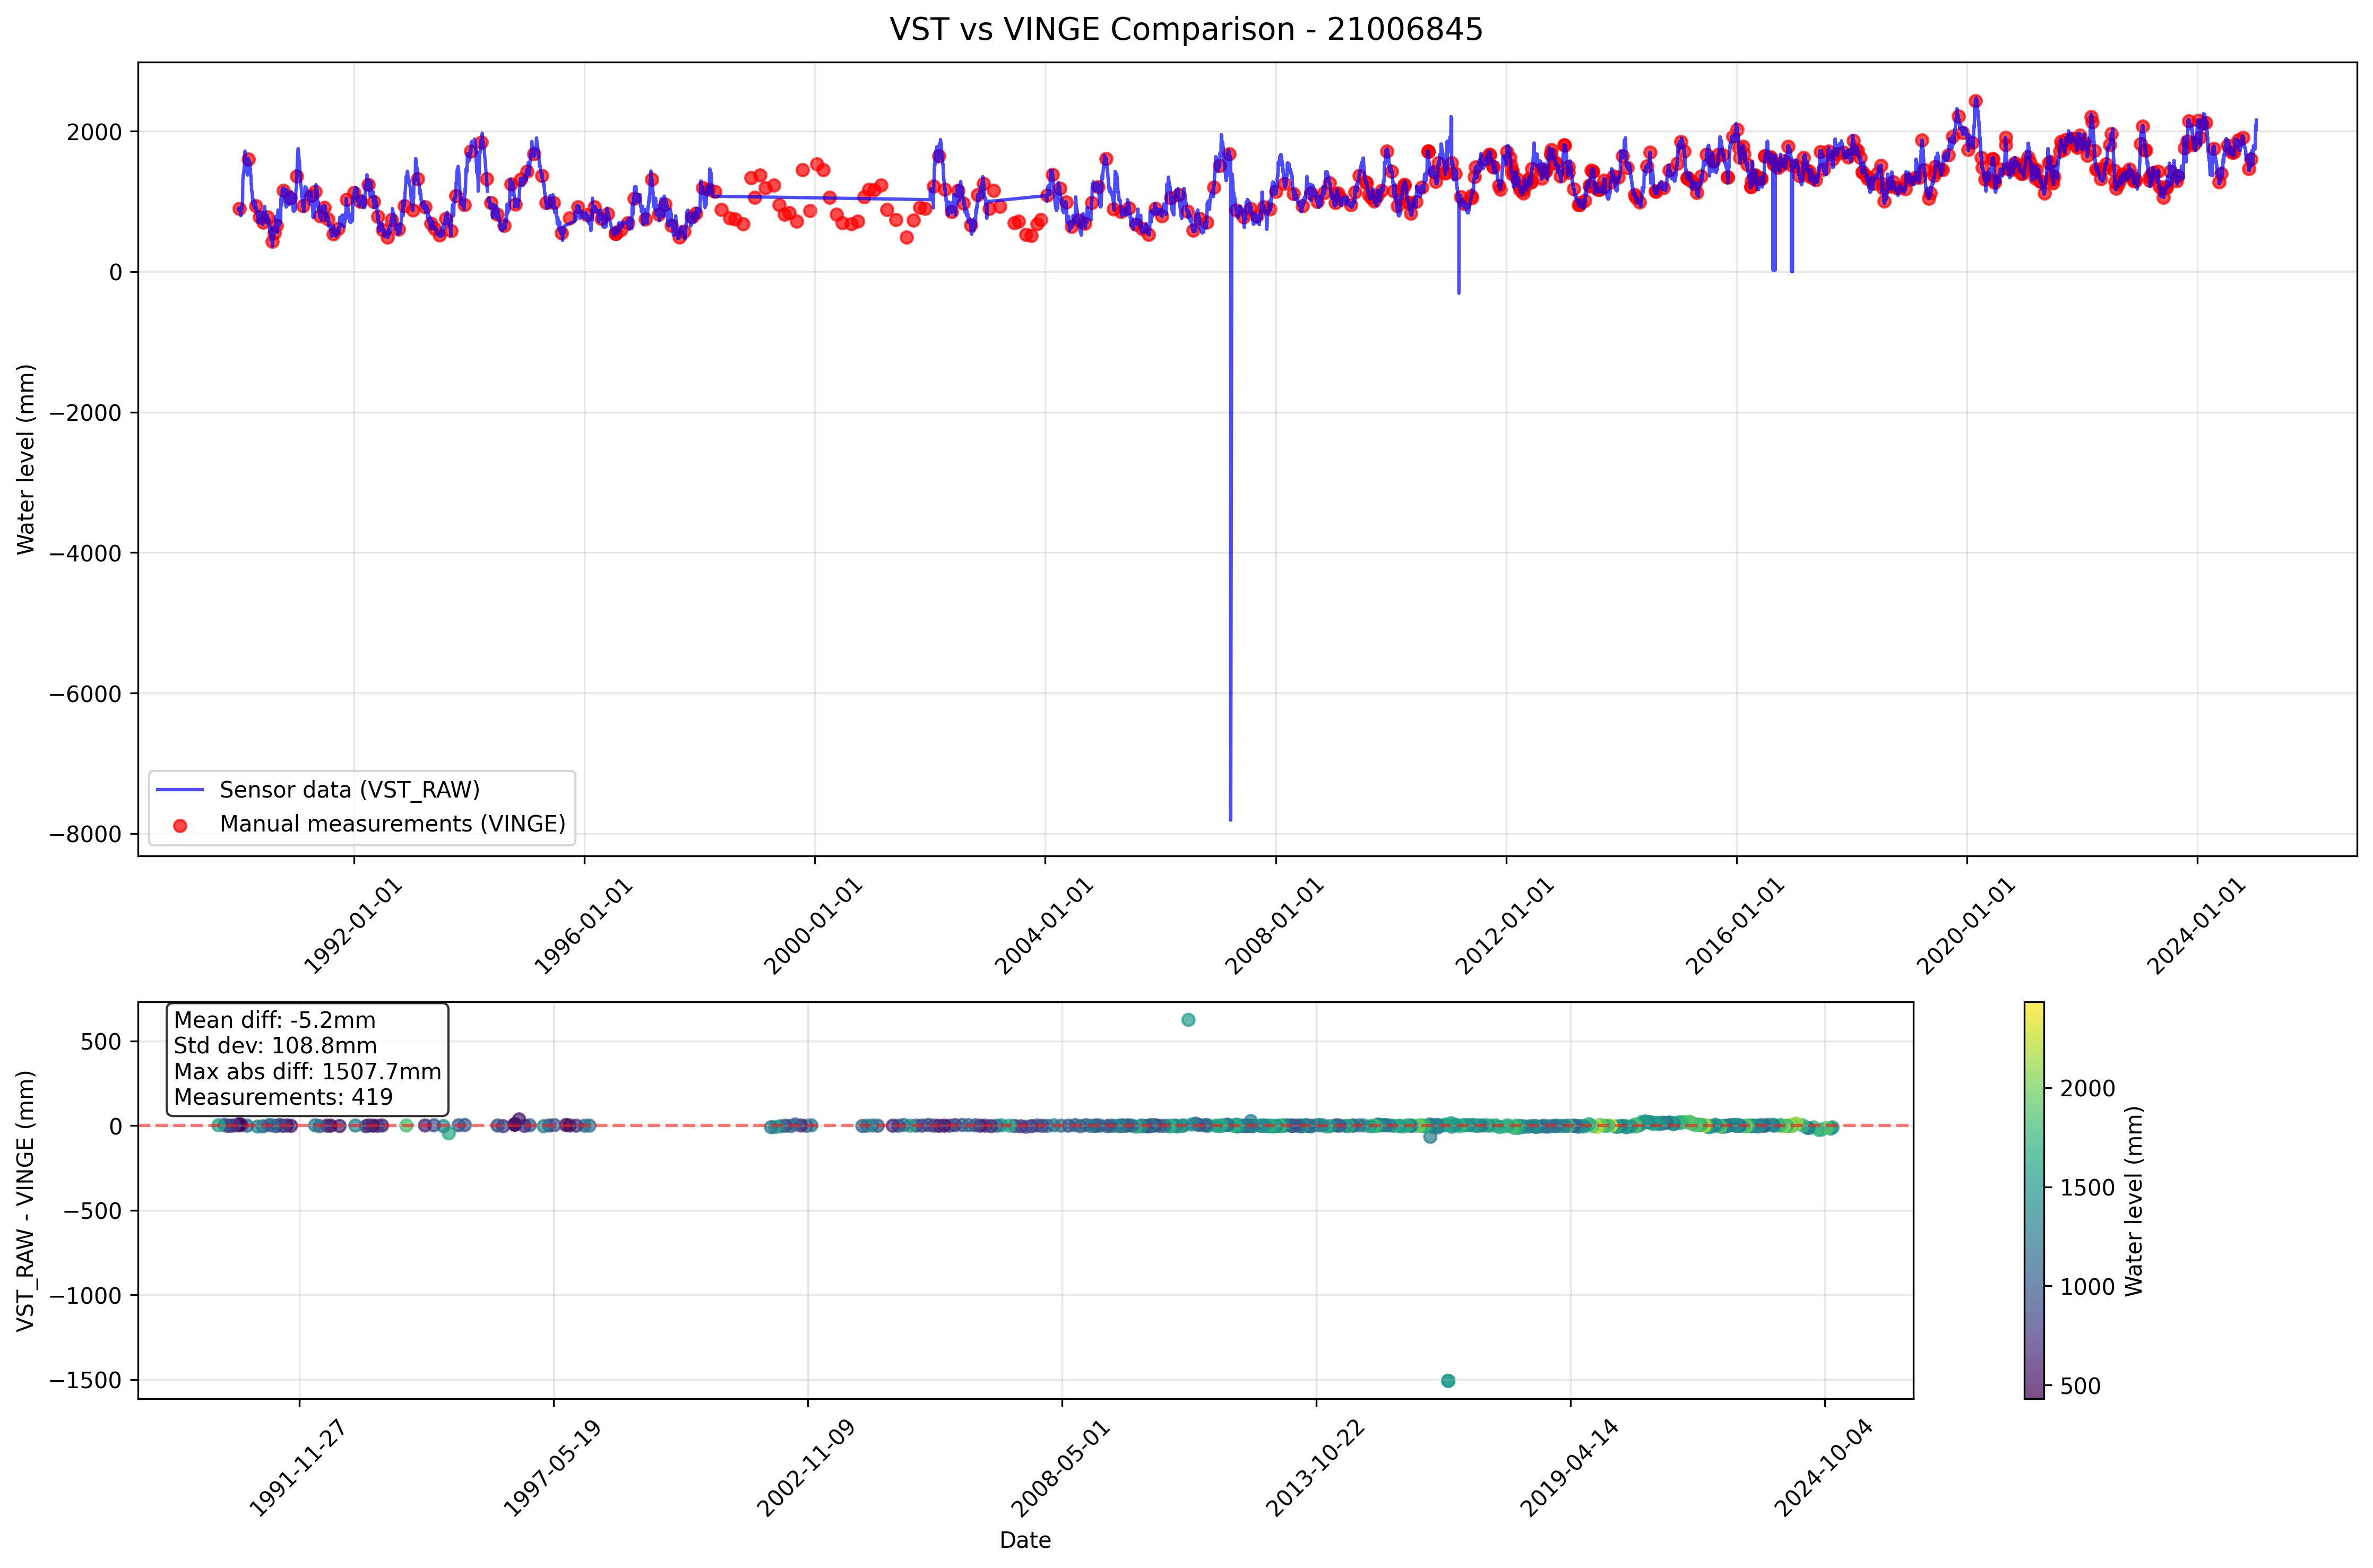 VST vs VINGE Comparison - 21006845
Water level (mm)
2000
0
−2000
−4000
−6000
−8000
Sensor data (VST_RAW)
Manual measurements (VINGE)
1992-01-01
1996-01-01
2000-01-01
2004-01-01
2008-01-01
2012-01-01
2016-01-01
2020-01-01
2024-01-01
VST_RAW - VINGE (mm)
500
0
−500
−1000
−1500
Mean diff: -5.2mm
Std dev: 108.8mm
Max abs diff: 1507.7mm
Measurements: 419
1991-11-27
1997-05-19
2002-11-09
2008-05-01
2013-10-22
2019-04-14
2024-10-04
Date
2000
1500
1000
500
Water level (mm)